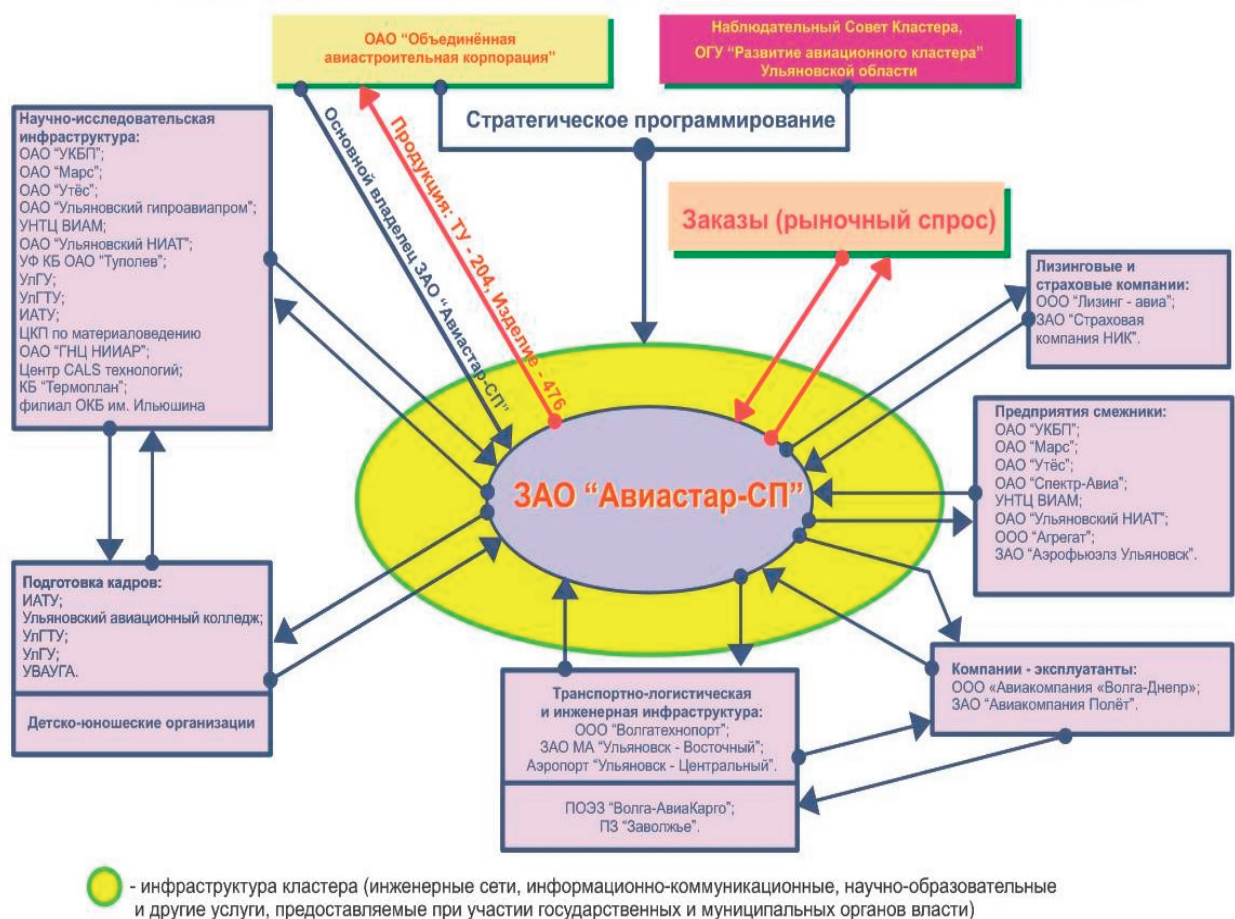 ОАО “Объединённая
авиастроительная корпорация”
Наблюдательный Совет Кластера,
ОГУ “Развитие авиационного кластера”
Ульяновской области
Стратегическое программирование
Основной владелец ЗАО “Авиастар-СП”
Продукция: ТУ - 204, Изделие - 476
Заказы (рыночный спрос)
Научно-исследовательская
инфраструктура:
ОАО “УКБП”;
ОАО “Марс”;
ОАО “Утёс”;
ОАО “Ульяновский гипроавиапром”;
УНТЦ ВИАМ;
ОАО “Ульяновский НИАТ”;
УФ КБ ОАО “Туполев”;
УлГУ;
УлГТУ;
ИАТУ;
ЦКП по материаловедению
ОАО “ГНЦ НИИАР”;
Центр CALS технологий;
КБ “Термоплан”;
филиал ОКБ им. Ильюшина
Лизинговые и
страховые компании:
ООО “Лизинг - авиа”;
ЗАО “Страховая
компания НИК”.
Предприятия смежники:
ОАО “УКБП”;
ОАО “Марс”;
ОАО “Утёс”;
ОАО “Спектр-Авиа”;
УНТЦ ВИАМ;
ОАО “Ульяновский НИАТ”;
ООО “Агрегат”;
ЗАО “Аэрофьюэлз Ульяновск”.
ЗАО “Авиастар-СП”
Подготовка кадров:
ИАТУ;
Ульяновский авиационный колледж;
УлГТУ;
УлГУ;
УВАУГА.
Детско-юношеские организации
Транспортно-логистическая
и инженерная инфраструктура:
ООО “Волгатехнопорт”;
ЗАО МА “Ульяновск - Восточный”;
Аэропорт “Ульяновск - Центральный”.
ПОЭЗ “Волга-АвиаКарго”;
ПЗ “Заволжье”.
Компании - эксплуатанты:
ООО «Авиакомпания «Волга-Днепр»;
ЗАО “Авиакомпания Полёт”.
- инфраструктура кластера (инженерные сети, информационно-коммуникационные, научно-образовательные
и другие услуги, предоставляемые при участии государственных и муниципальных органов власти)